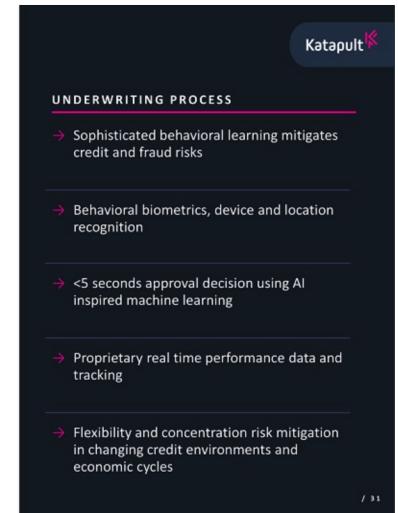 Katapult
UNDERWRITING PROCESS
→ Sophisticated behavioral learning mitigates
credit and fraud risks
→ Behavioral biometrics, device and location
recognition
→ <5 seconds approval decision using AI
inspired machine learning
→ Proprietary real time performance data and
tracking
→ Flexibility and concentration risk mitigation
in changing credit environments and
economic cycles
/ 31